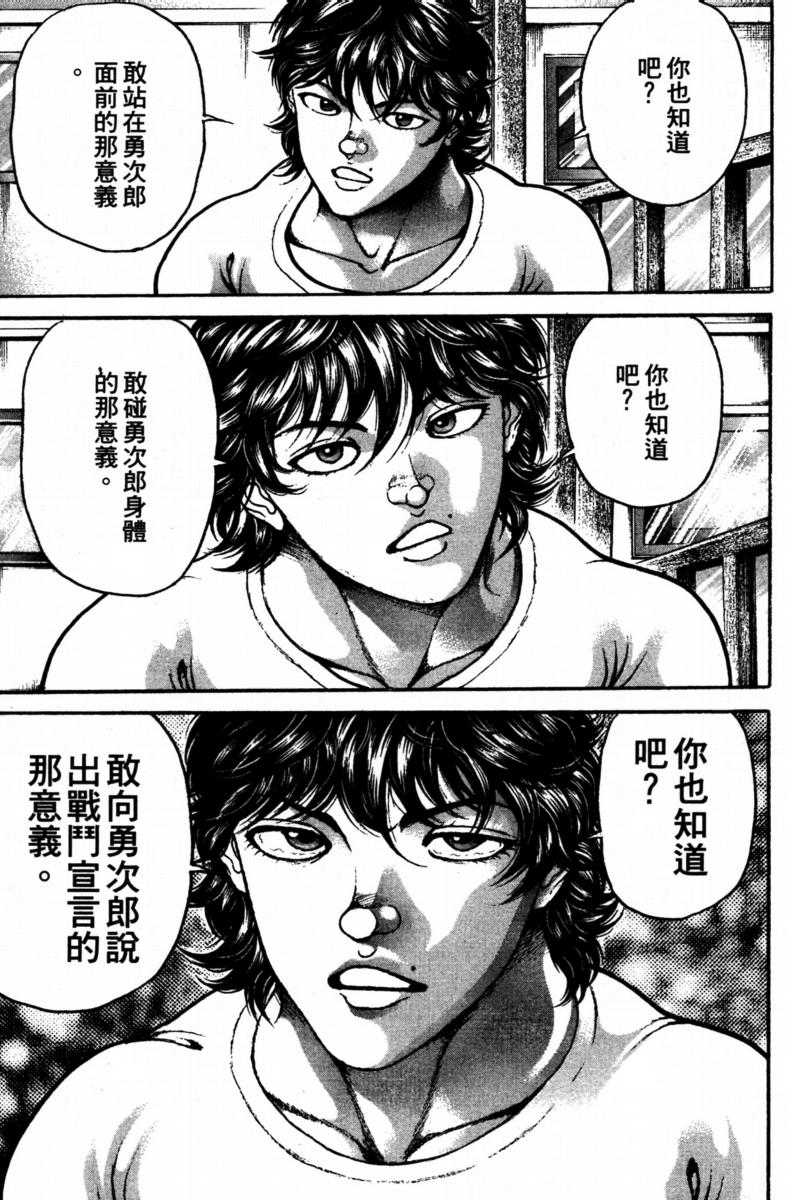 你也知道
吧？
敢站在勇次郎
面前的那意義
。
你也知道
吧？
敢碰勇次郎身體
的那意義。
你也知道
吧？
敢向勇次郎說
出戰鬥宣言的
那意義。